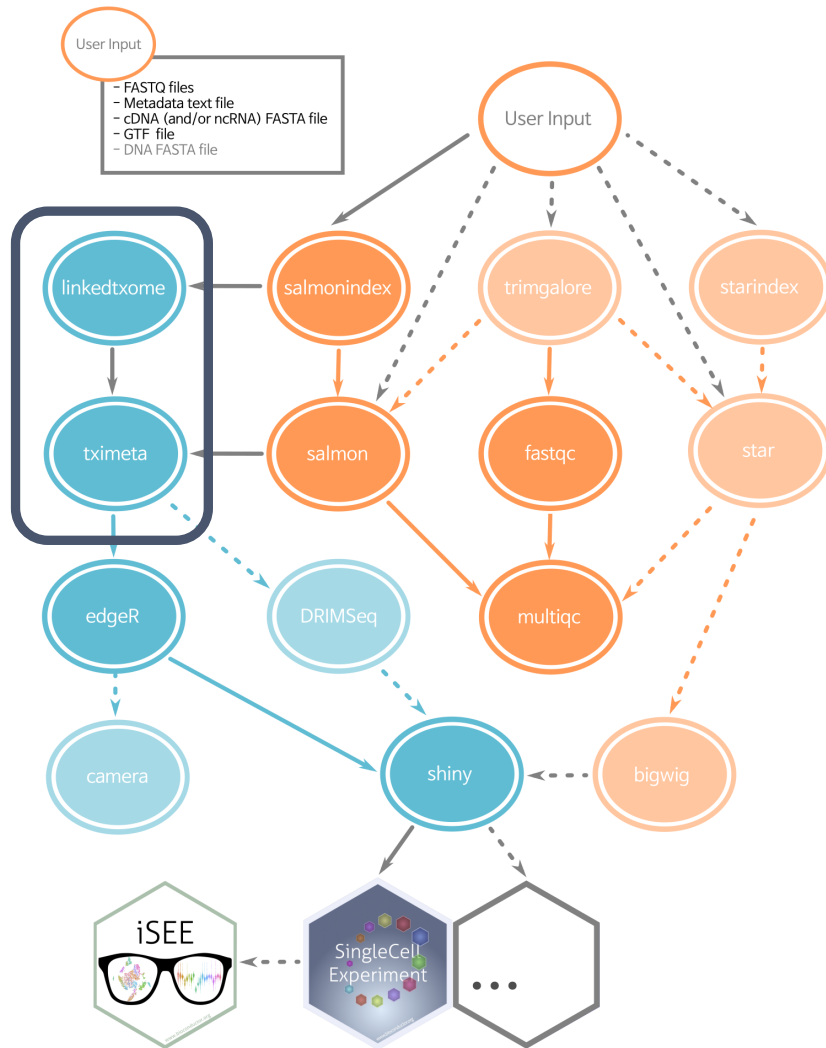 User Input
– FASTQ files
– Metadata text file
– cDNA (and/or ncRNA) FASTA file
– GTF file
– DNA FASTA file
User Input
linkedtxome
salmonindex
trimgalore
starindex
tximeta
salmon
fastqc
star
edgeR
DRIMSeq
multiqc
camera
shiny
bigwig
iSEE
SingleCell
Experiment
...